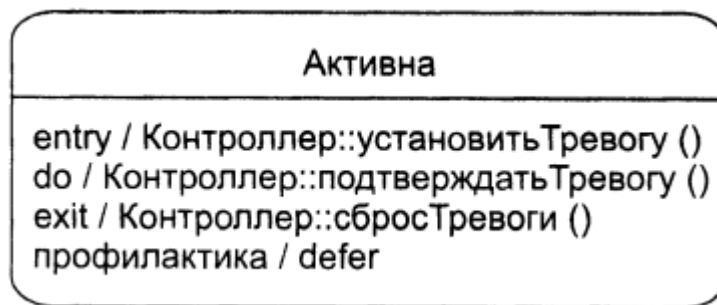 Активна
entry / Контроллер::установитьТревогу ()
do / Контроллер::подтверждатьТревогу ()
exit / Контроллер::сбросТревоги ()
профилактика / defer